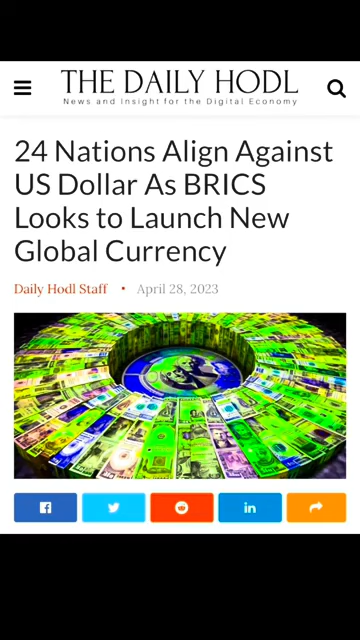 THE DAILY HODL
News and Insight for the Digital Economy
24 Nations Align Against
US Dollar As BRICS
Looks to Launch New
Global Currency
Daily Hodl Staff • April 28, 2023